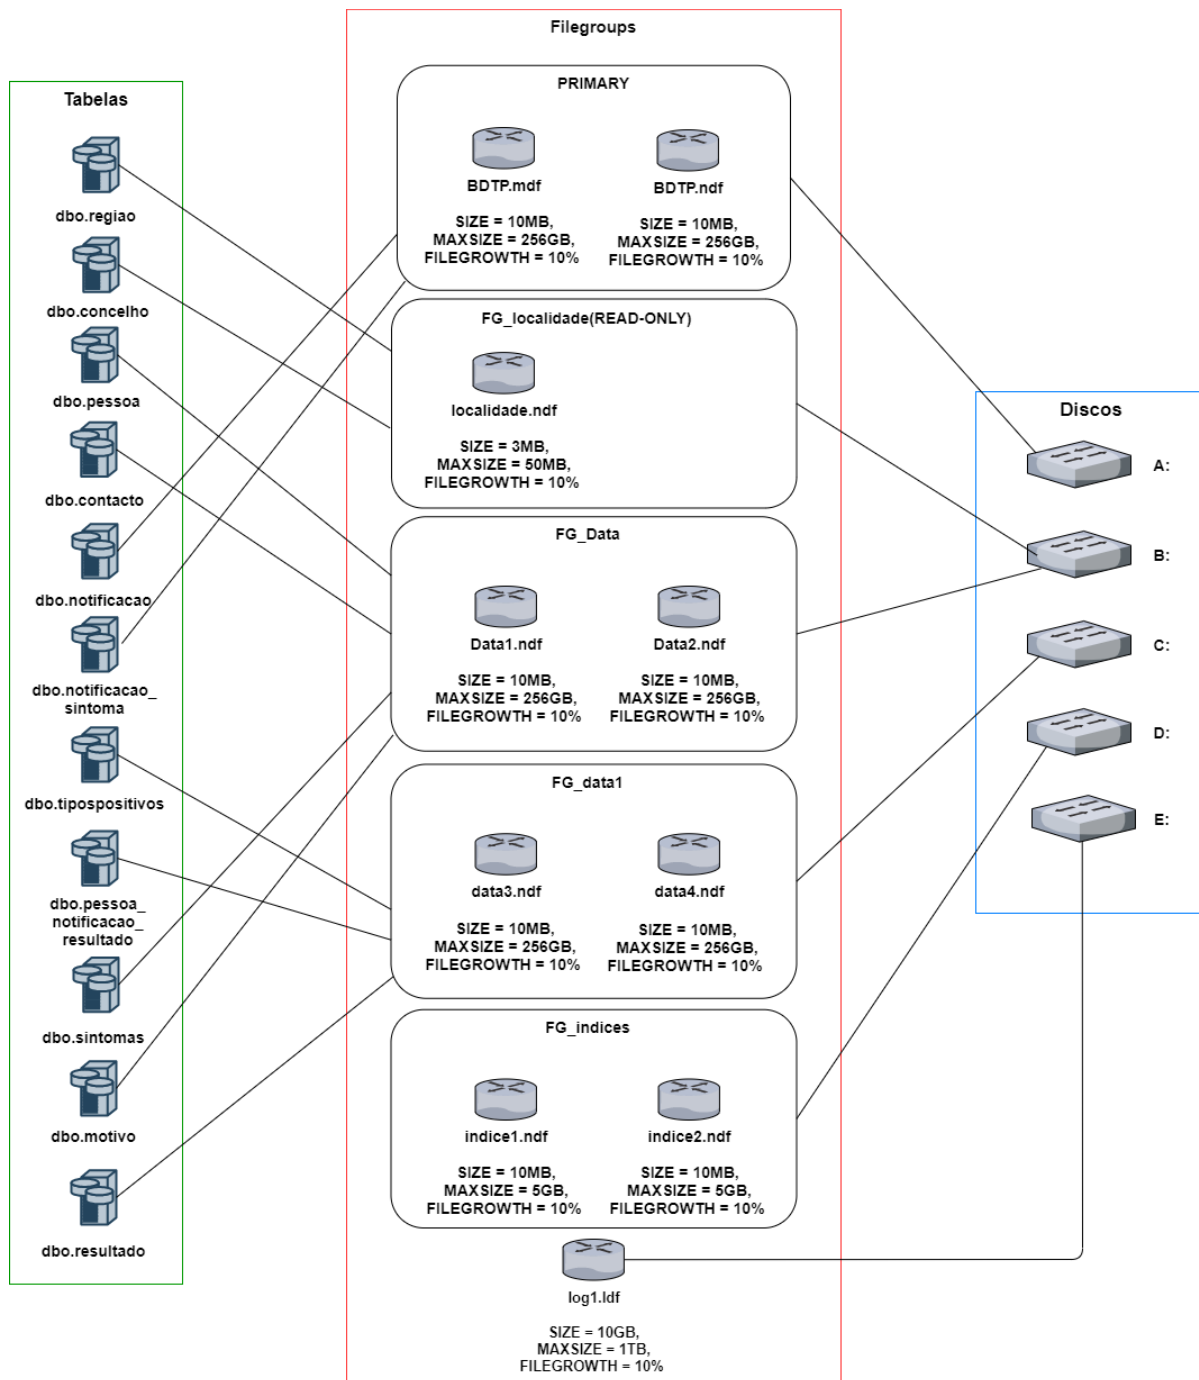 Filegroups
Tabelas
dbo.regiao
dbo.concelho
dbo.pessoa
dbo.contacto
dbo.notificacao
dbo.notificacao_
sintoma
dbo.tipospositivos
dbo.pessoa_
notificacao_
resultado
dbo.sintomas
dbo.motivo
dbo.resultado
PRIMARY
BDTP.mdf
SIZE = 10MB,
MAXSIZE = 256GB,
FILEGROWTH = 10%
BDTP.ndf
SIZE = 10MB,
MAXSIZE = 256GB,
FILEGROWTH = 10%
FG_localidade(READ-ONLY)
localidade.ndf
SIZE = 3MB,
MAXSIZE = 50MB,
FILEGROWTH = 10%
FG_Data
Data1.ndf
SIZE = 10MB,
MAXSIZE = 256GB,
FILEGROWTH = 10%
Data2.ndf
SIZE = 10MB,
MAXSIZE = 256GB,
FILEGROWTH = 10%
FG_data1
data3.ndf
SIZE = 10MB,
MAXSIZE = 256GB,
FILEGROWTH = 10%
data4.ndf
SIZE = 10MB,
MAXSIZE = 256GB,
FILEGROWTH = 10%
FG_indices
indice1.ndf
SIZE = 10MB,
MAXSIZE = 5GB,
FILEGROWTH = 10%
indice2.ndf
SIZE = 10MB,
MAXSIZE = 5GB,
FILEGROWTH = 10%
log1.ldf
SIZE = 10GB,
MAXSIZE = 1TB,
FILEGROWTH = 10%
Discos
A:
B:
C:
D:
E: